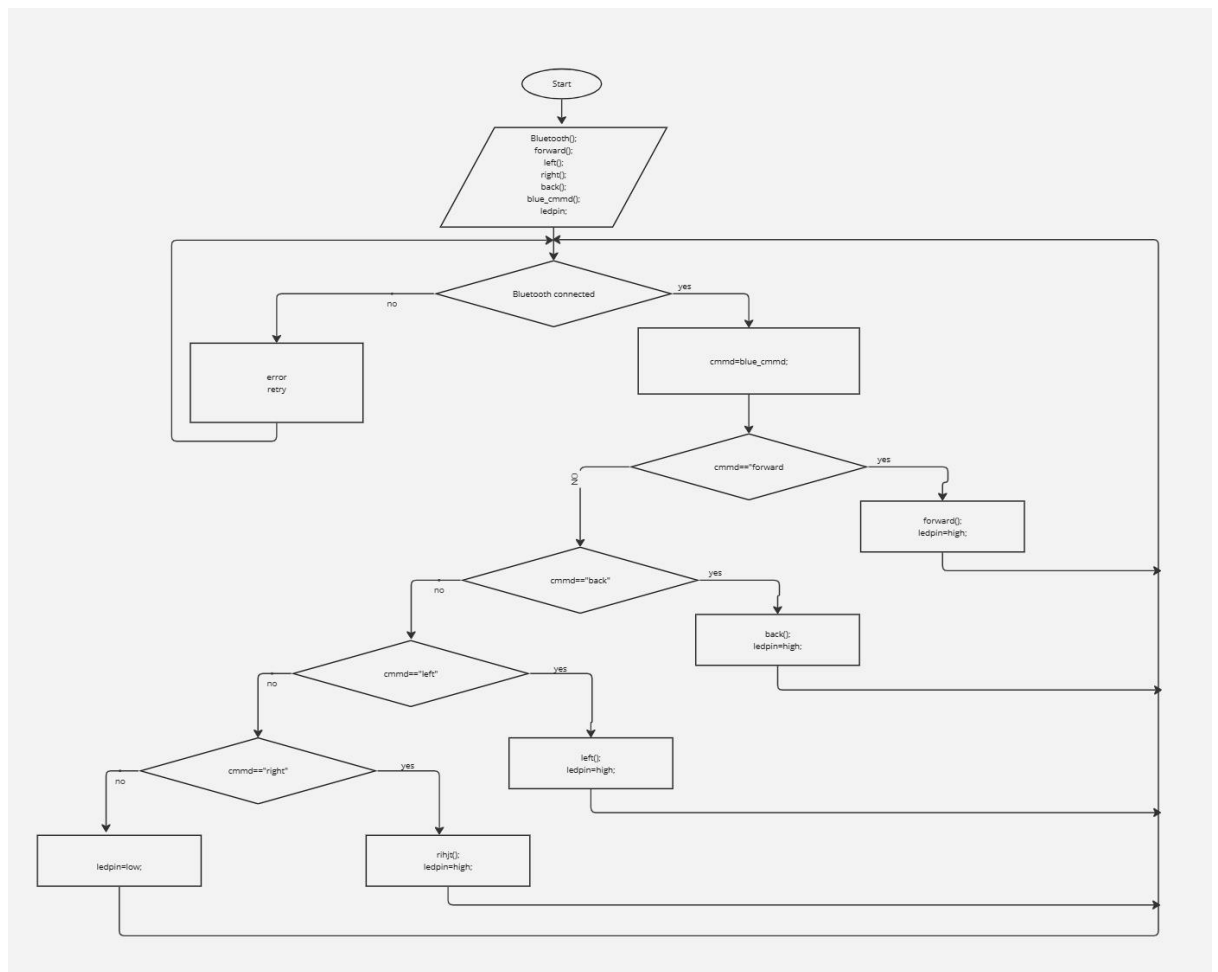 Start
Bluetooth();
forward();
left();
right();
back();
blue_cmmd();
ledpin;
Bluetooth connected
no
yes
error
retry
cmmd=blue_cmmd;
cmmd=="forward
NO
yes
forward();
ledpin=high;
cmmd=="back"
no
yes
back();
ledpin=high;
cmmd=="left"
no
yes
left();
ledpin=high;
cmmd=="right"
no
yes
ledpin=low;
rihjt();
ledpin=high;